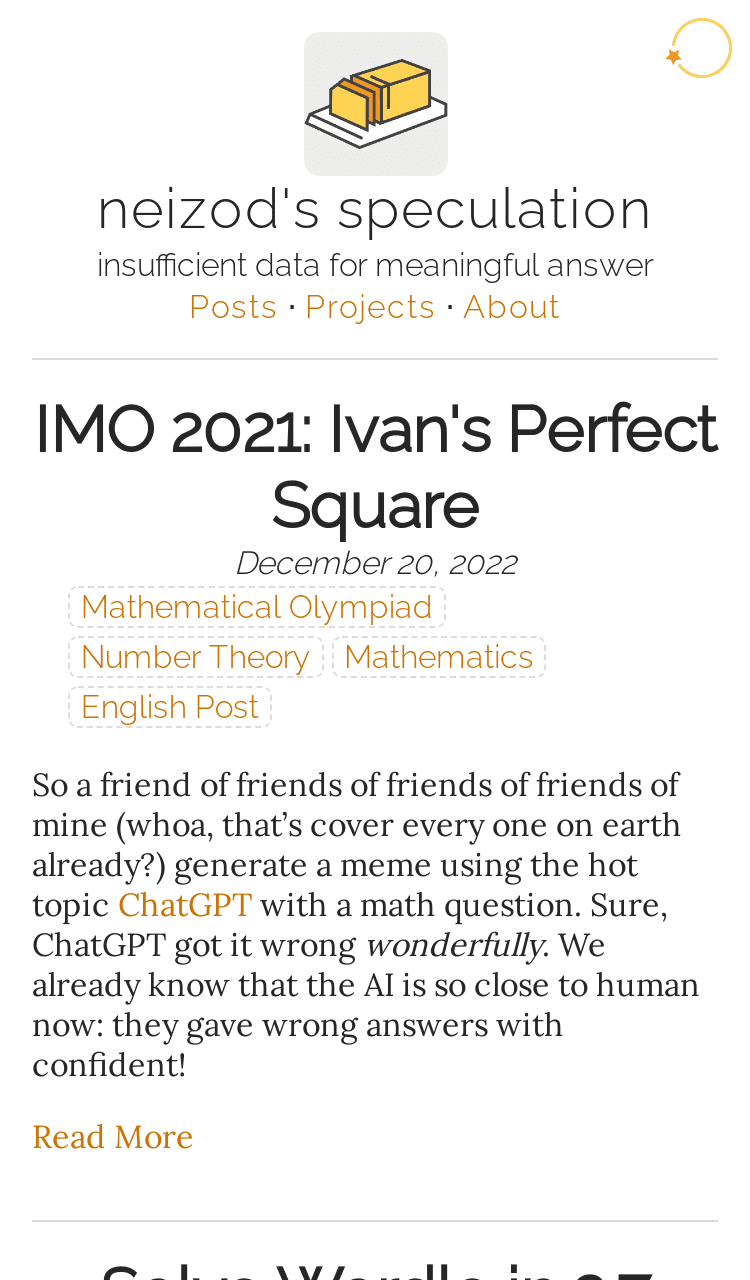 neizod's speculation
insufficient data for meaningful answer
Posts · Projects · About
IMO 2021: Ivan's Perfect
Square
December 20, 2022
Mathematical Olympiad
Number Theory Mathematics
English Post
So a friend of friends of friends of friends of
mine (whoa, that’s cover every one on earth
already?) generate a meme using the hot
topic ChatGPT with a math question. Sure,
ChatGPT got it wrong wonderfully. We
already know that the AI is so close to human
now: they gave wrong answers with
confident!
Read More
Solve Wordle in 27